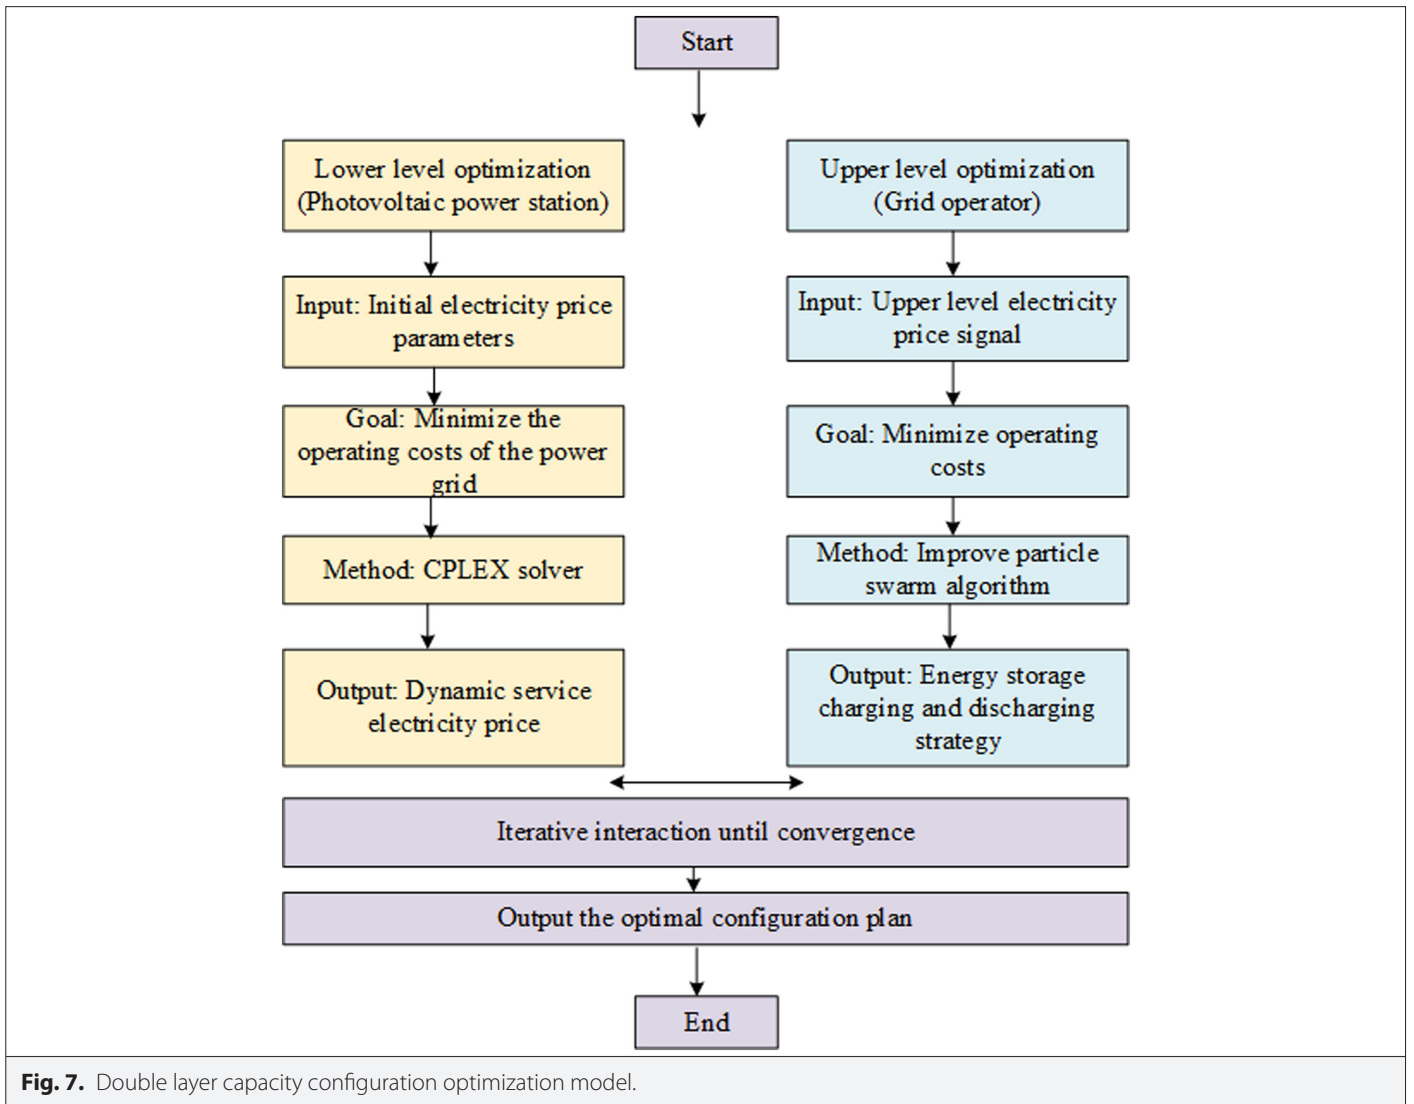 Start
Lower level optimization
(Photovoltaic power station)
Input: Initial electricity price
parameters
Goal: Minimize the
operating costs of the power
grid
Method: CPLEX solver
Output: Dynamic service
electricity price
Upper level optimization
(Grid operator)
Input: Upper level electricity
price signal
Goal: Minimize operating
costs
Method: Improve particle
swarm algorithm
Output: Energy storage
charging and discharging
strategy
Iterative interaction until convergence
Output the optimal configuration plan
End
Fig. 7. Double layer capacity configuration optimization model.